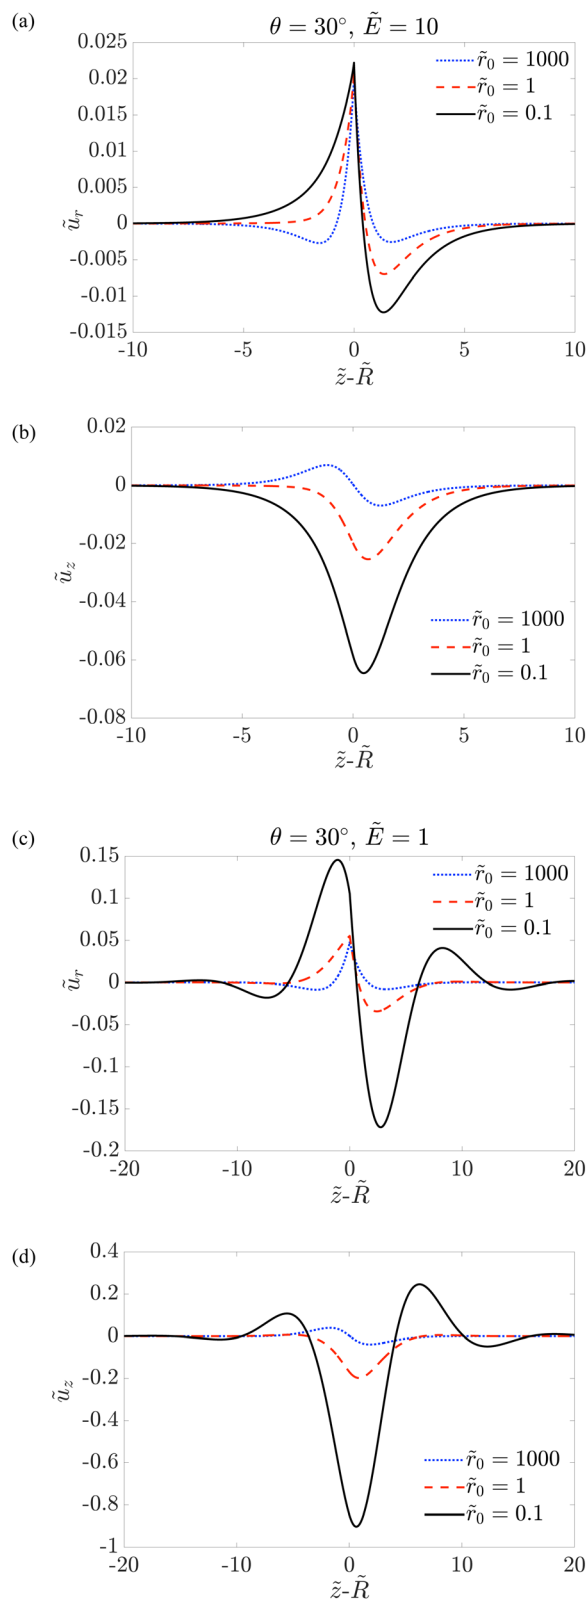 (a)
θ = 30°, Ẽ = 10
0.025
0.02
0.015
0.01
0.005
0
-0.005
-0.01
-0.015
ũᵣ
r̃₀ = 1000
r̃₀ = 1
r̃₀ = 0.1
-10 -5 0 5 10
z̃-R̃
(b)
0.02
0
-0.02
-0.04
-0.06
-0.08
ũ_z
r̃₀ = 1000
r̃₀ = 1
r̃₀ = 0.1
-10 -5 0 5 10
z̃-R̃
(c)
θ = 30°, Ẽ = 1
0.15
0.1
0.05
0
-0.05
-0.1
-0.15
-0.2
ũᵣ
r̃₀ = 1000
r̃₀ = 1
r̃₀ = 0.1
-20 -10 0 10 20
z̃-R̃
(d)
0.4
0.2
0
-0.2
-0.4
-0.6
-0.8
-1
ũ_z
r̃₀ = 1000
r̃₀ = 1
r̃₀ = 0.1
-20 -10 0 10 20
z̃-R̃